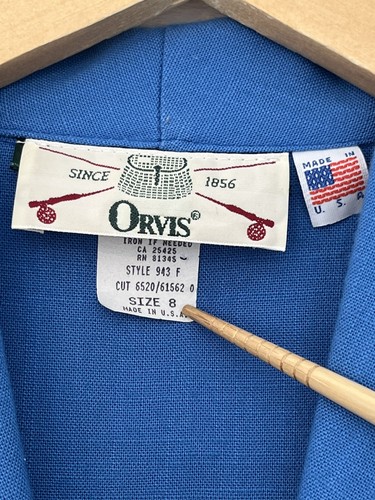 SINCE 1856
ORVIS®
MADE IN
U. S. A
IRON IF NEEDED
CA 25425
RN 81345
STYLE 943 F
CUT 6520/61562 0
SIZE 8
MADE IN U.S.A